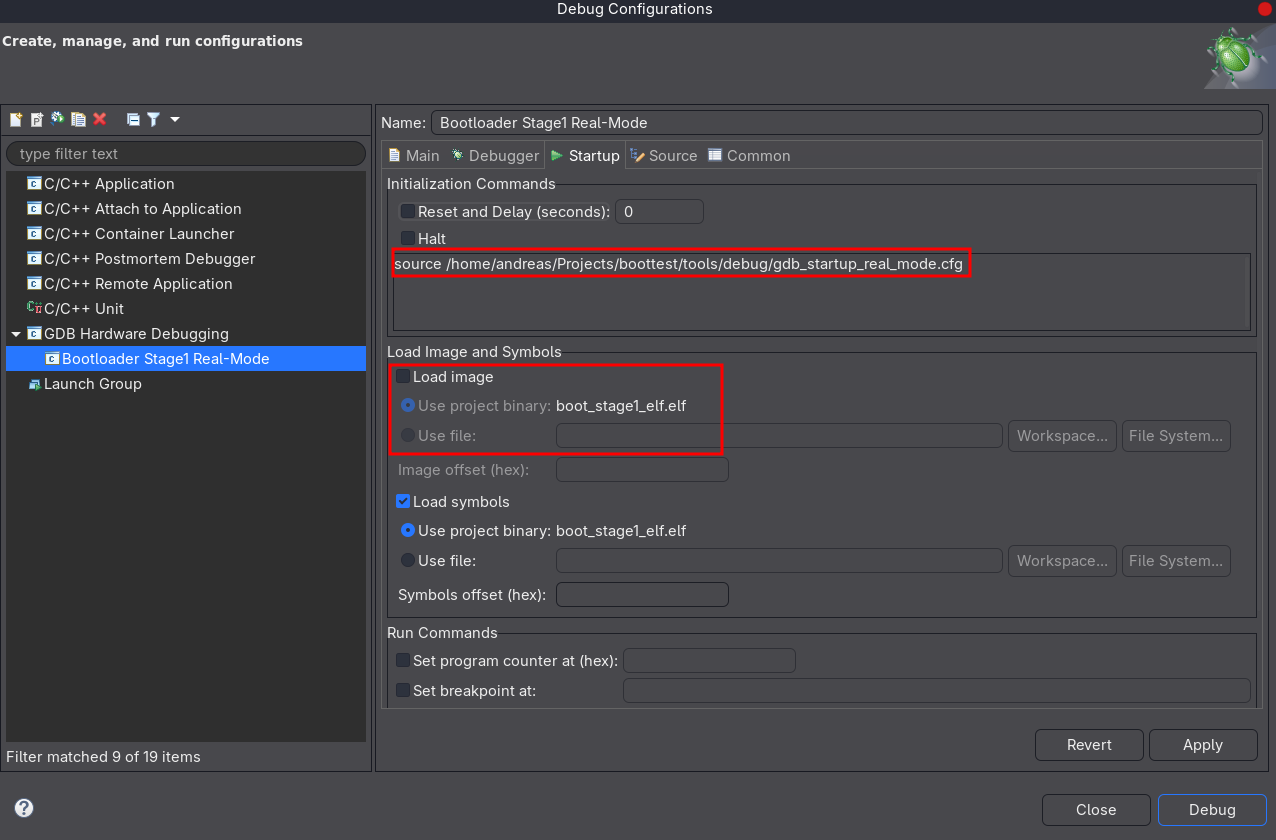 Debug Configurations
Create, manage, and run configurations
type filter text
C/C++ Application
C/C++ Attach to Application
C/C++ Container Launcher
C/C++ Postmortem Debugger
C/C++ Remote Application
C/C++ Unit
GDB Hardware Debugging
Bootloader Stage1 Real-Mode
Launch Group
Filter matched 9 of 19 items
Name: Bootloader Stage1 Real-Mode
Main Debugger Startup Source Common
Initialization Commands
Reset and Delay (seconds): 0
Halt
source /home/andreas/Projects/boottest/tools/debug/gdb_startup_real_mode.cfg
Load Image and Symbols
Load image
Use project binary: boot_stage1_elf.elf
Use file: Workspace... File System...
Image offset (hex):
Load symbols
Use project binary: boot_stage1_elf.elf
Use file: Workspace... File System...
Symbols offset (hex):
Run Commands
Set program counter at (hex):
Set breakpoint at:
Revert Apply
Close Debug